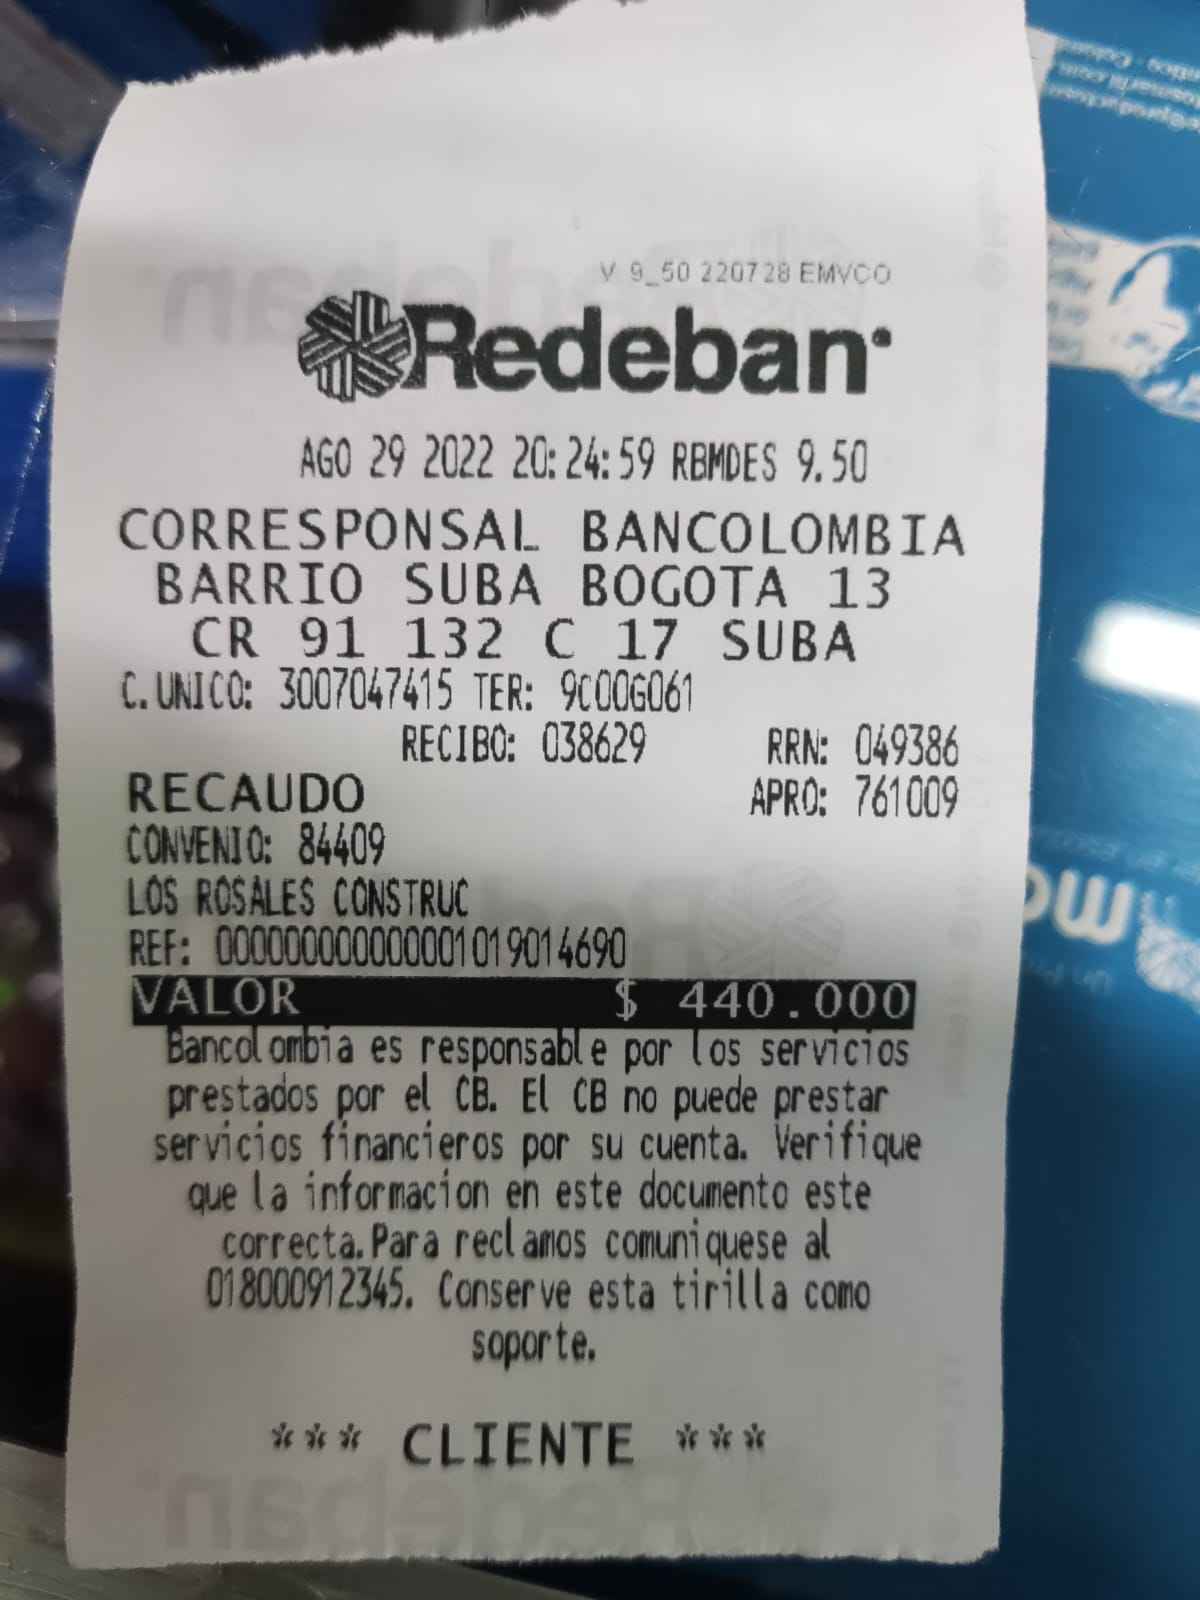 V 9_50 220728 EMVCO
Redeban
AGO 29 2022 20:24:59 RBMDES 9.50
CORRESPONSAL BANCOLOMBIA
BARRIO SUBA BOGOTA 13
CR 91 132 C 17 SUBA
C.UNICO: 3007047415 TER: 9C00G061
RECIBO: 038629 RRN: 049386
RECAUDO APRO: 761009
CONVENIO: 84409
LOS ROSALES CONSTRUC
REF: 00000000000001019014690
VALOR $ 440.000
Bancolombia es responsable por los servicios
prestados por el CB. El CB no puede prestar
servicios financieros por su cuenta. Verifique
que la informacion en este documento este
correcta.Para reclamos comuniquese al
018000912345. Conserve esta tirilla como
soporte.
*** CLIENTE ***